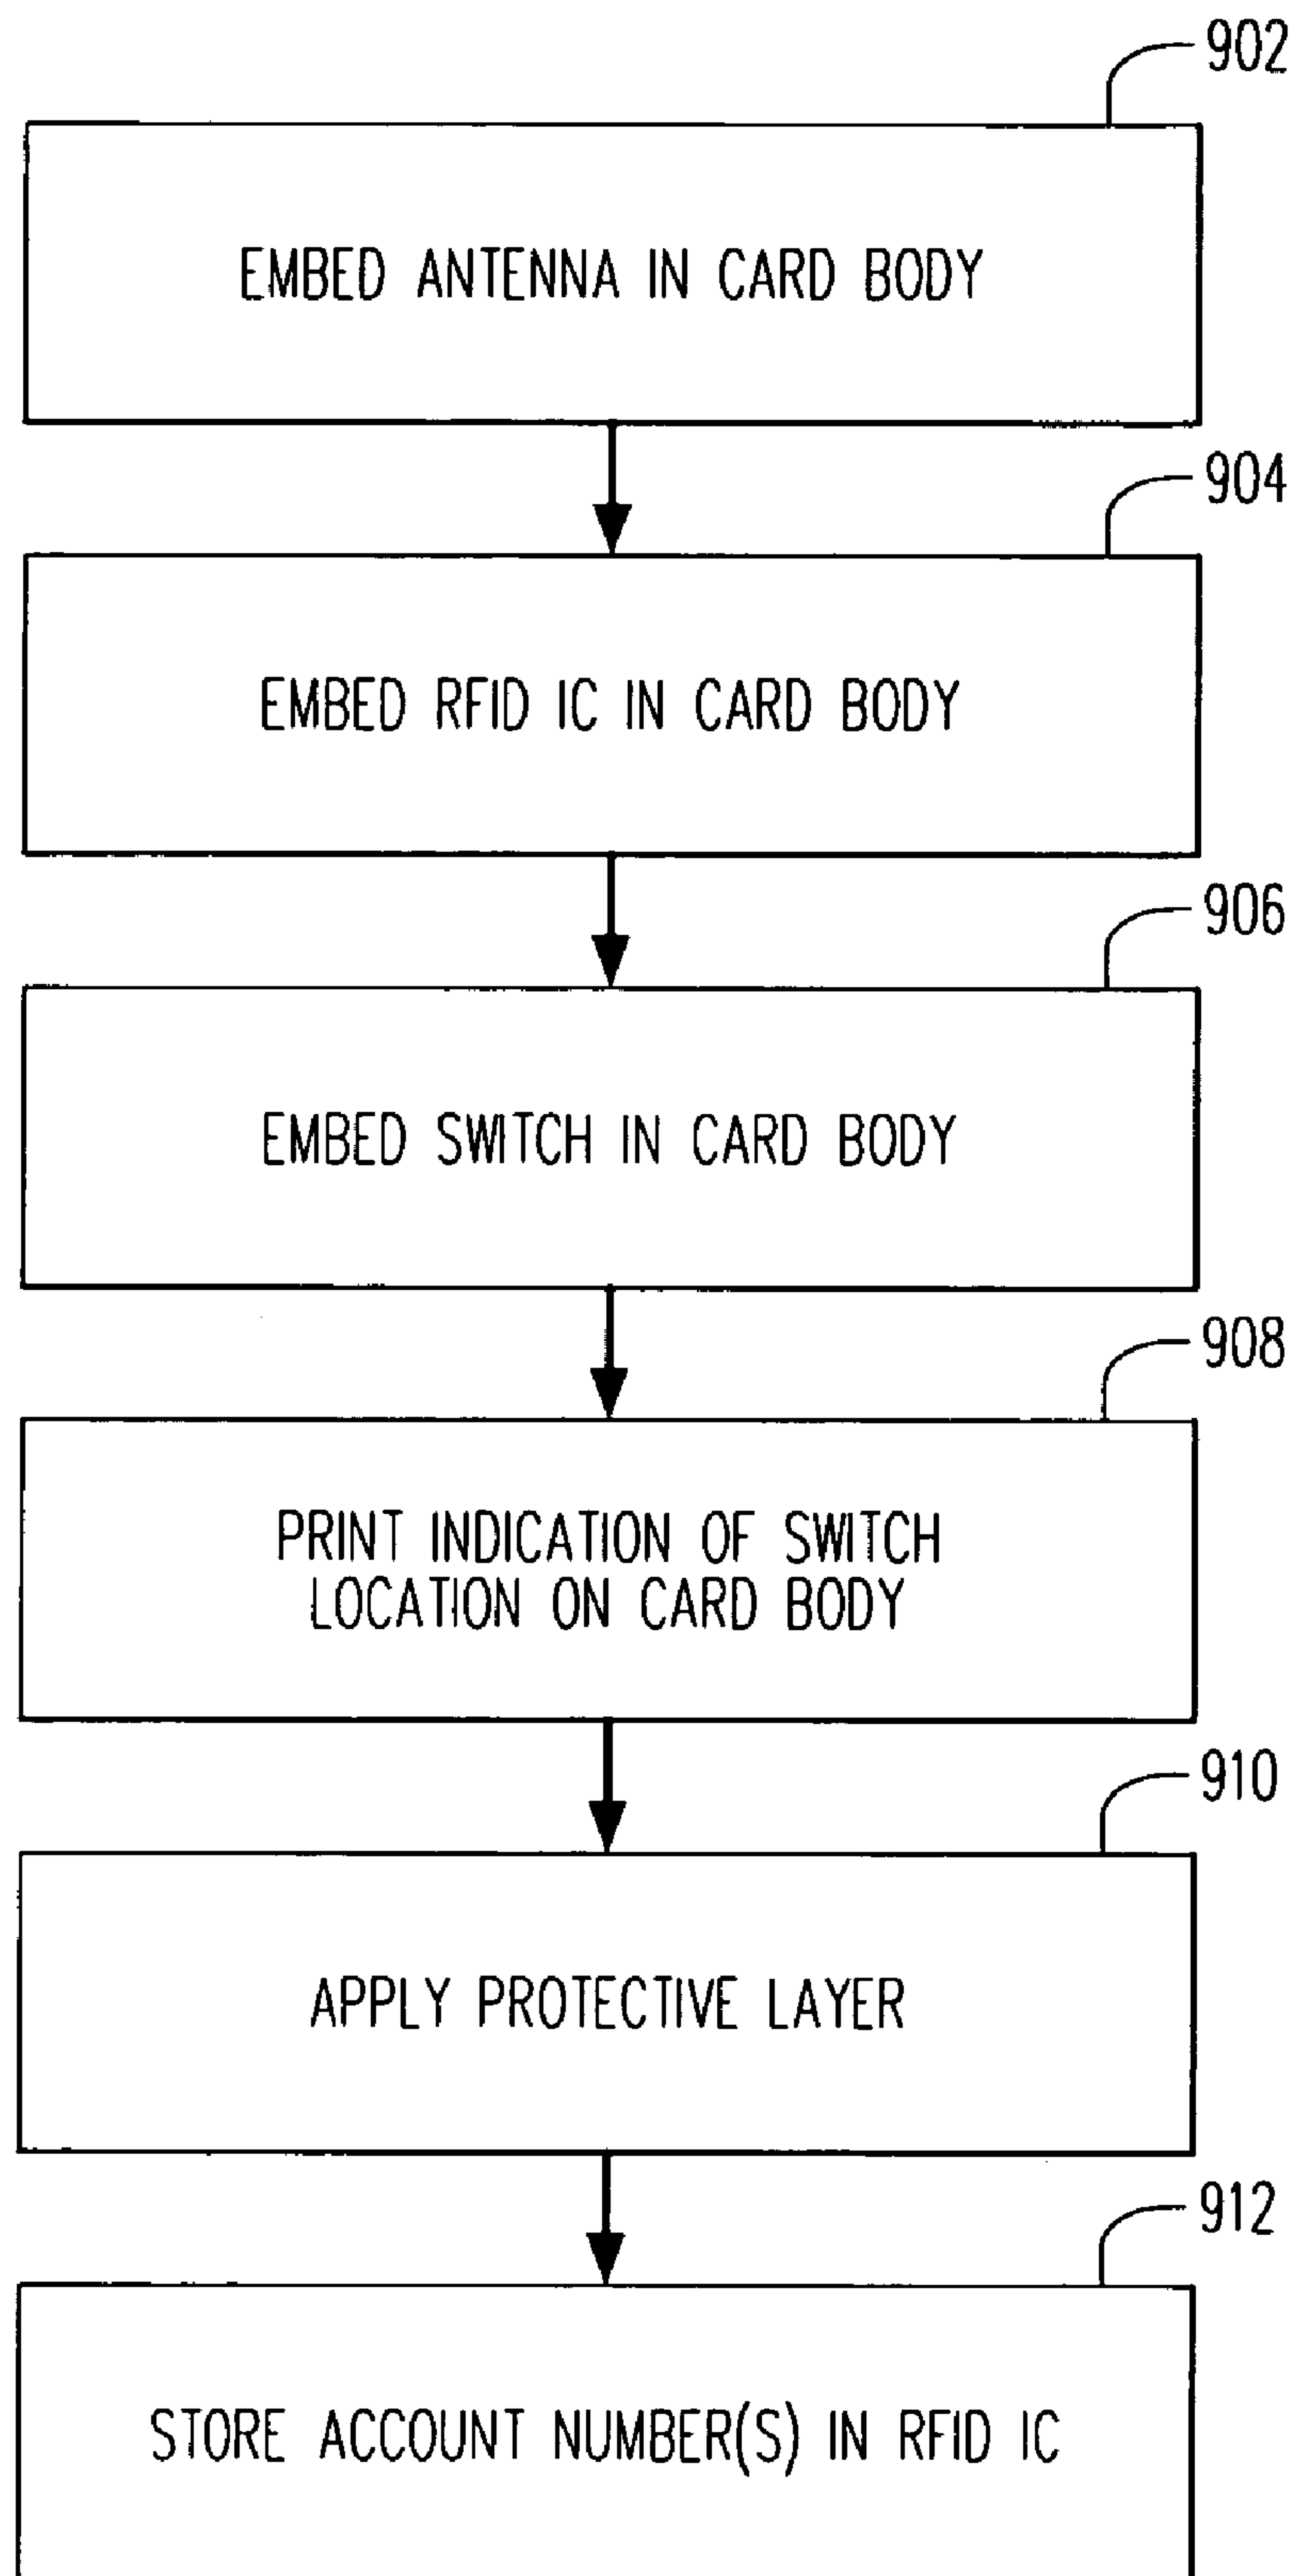 902
EMBED ANTENNA IN CARD BODY
904
EMBED RFID IC IN CARD BODY
906
EMBED SWITCH IN CARD BODY
908
PRINT INDICATION OF SWITCH
LOCATION ON CARD BODY
910
APPLY PROTECTIVE LAYER
912
STORE ACCOUNT NUMBER(S) IN RFID IC